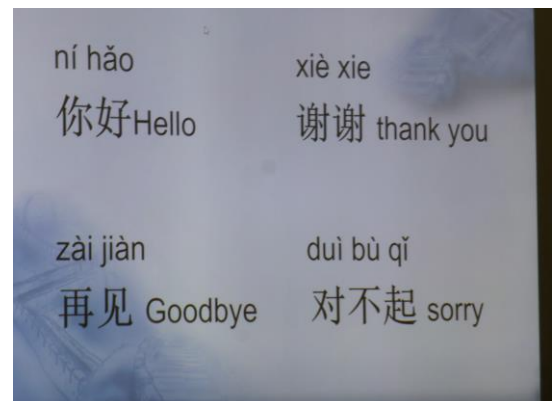 ní hǎo
你好Hello
xiè xie
谢谢 thank you
zài jiàn
再见 Goodbye
duì bù qǐ
对不起 sorry